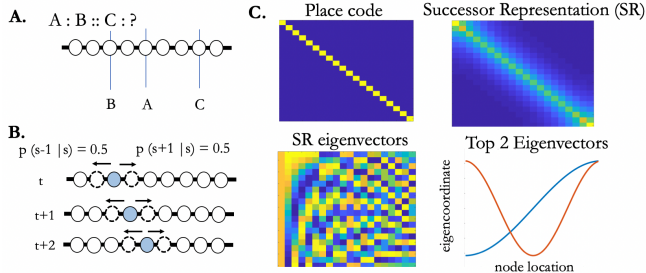 A.
A : B :: C : ?
B
A
C
B.
p (s-1 |s) = 0.5
p (s+1 |s) = 0.5
t
t+1
t+2
C.
Place code
Successor Representation (SR)
SR eigenvectors
Top 2 Eigenvectors
eigencoordinate
node location